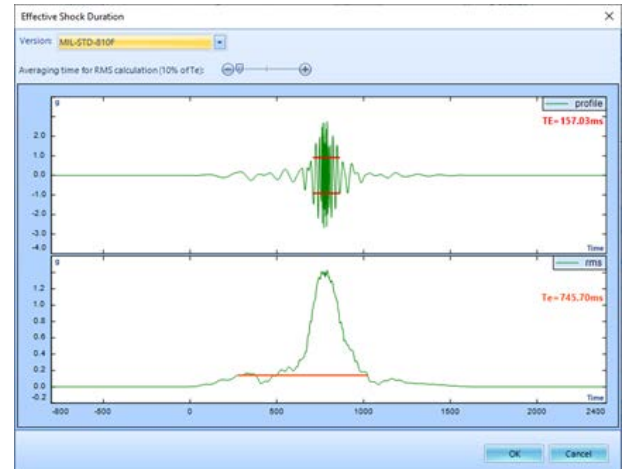 Effective Shock Duration
Version: MIL-STD-810F
Averaging time for RMS calculation (10% of Te):
g
profile
TE=157.03ms
2.0
1.0
0.0
-1.0
-2.0
-3.0
-4.0
Time
g
rms
Te=745.70ms
1.2
1.0
0.8
0.6
0.4
0.2
0.0
-0.2
Time
-800 -500 0 500 1000 1500 2000 2400
OK Cancel